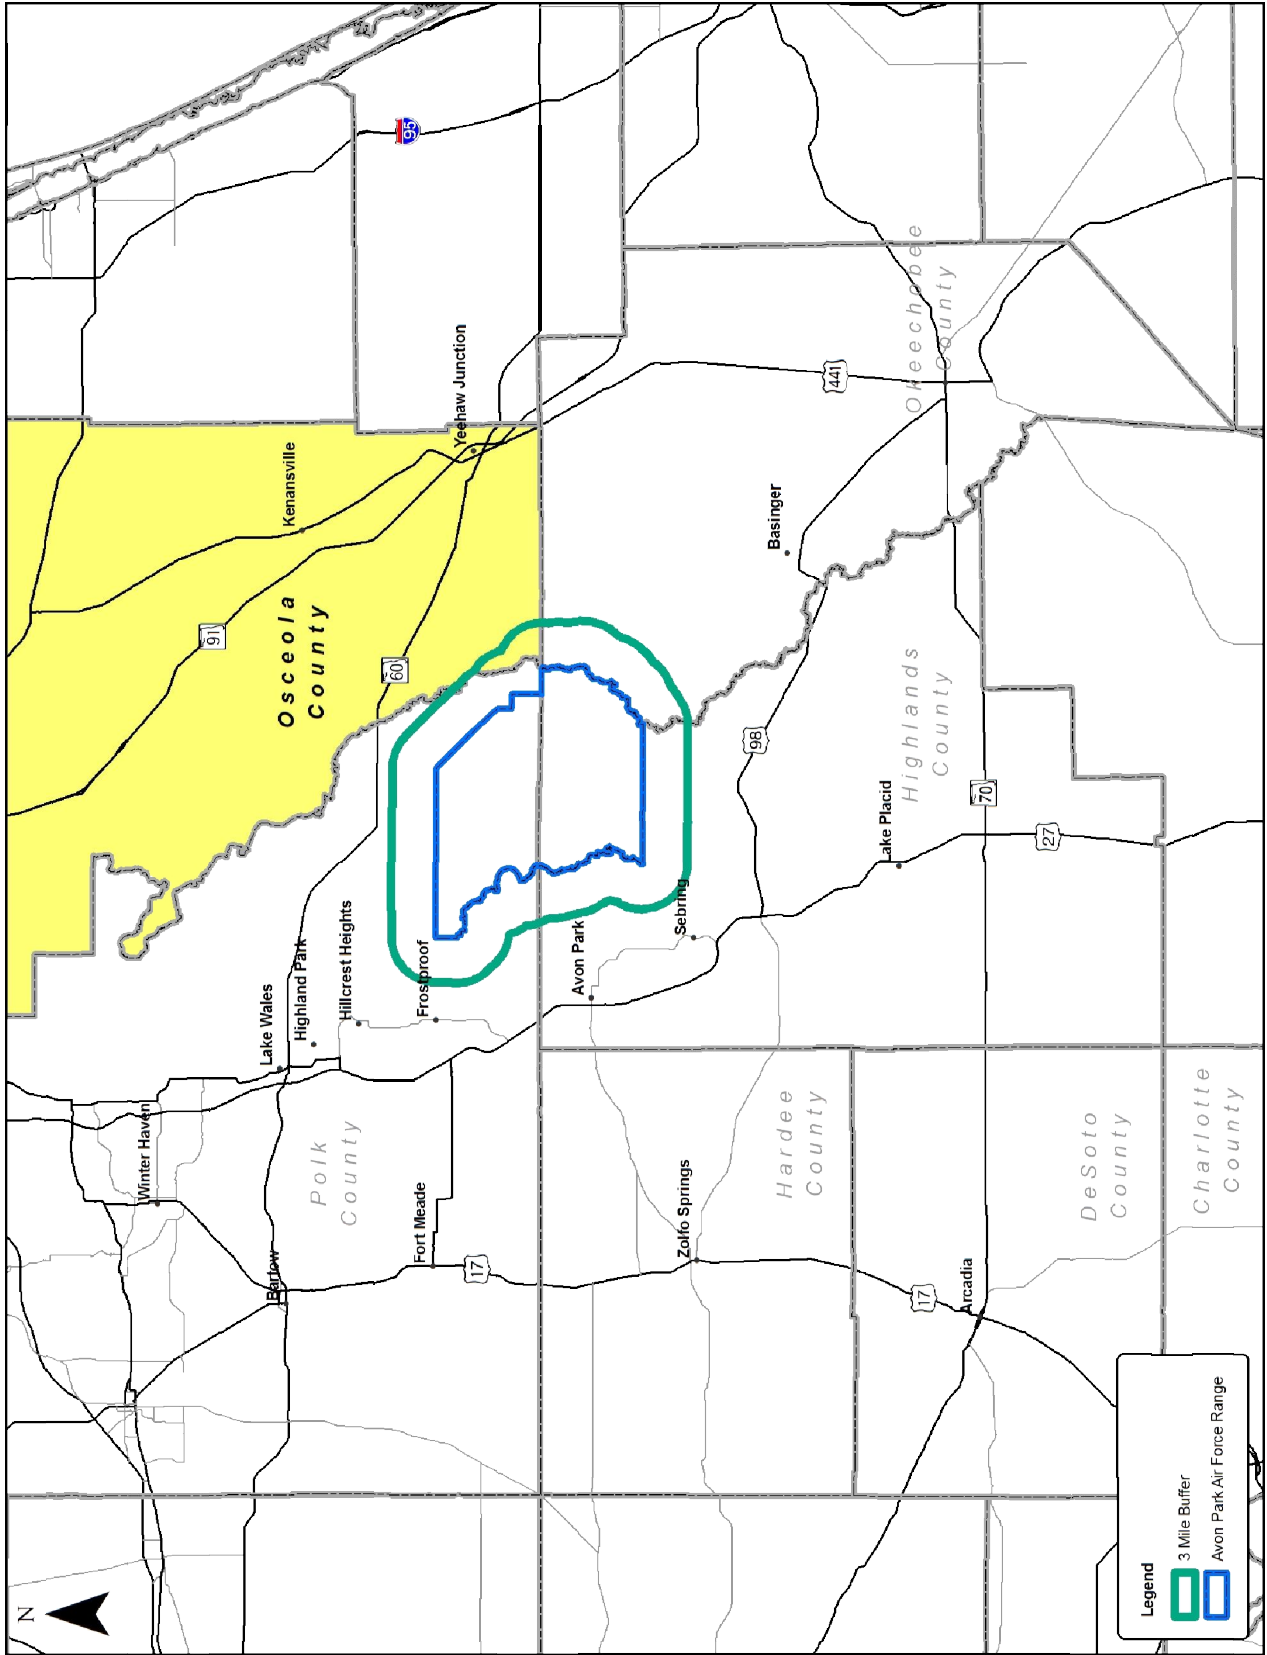 N
Winter Haven
Lake Wales
Highland Park
Hillcrest Heights
Frostproof
Bartow
Fort Meade
Polk
County
Osceola
County
Kenansville
Yeehaw Junction
91
60
95
17
Avon Park
Sebring
Zolfo Springs
Hardee
County
Basinger
441
98
Okeechobee
County
Highlands
County
Lake Placid
70
27
17
Arcadia
DeSoto
County
Charlotte
County
Legend
3 Mile Buffer
Avon Park Air Force Range